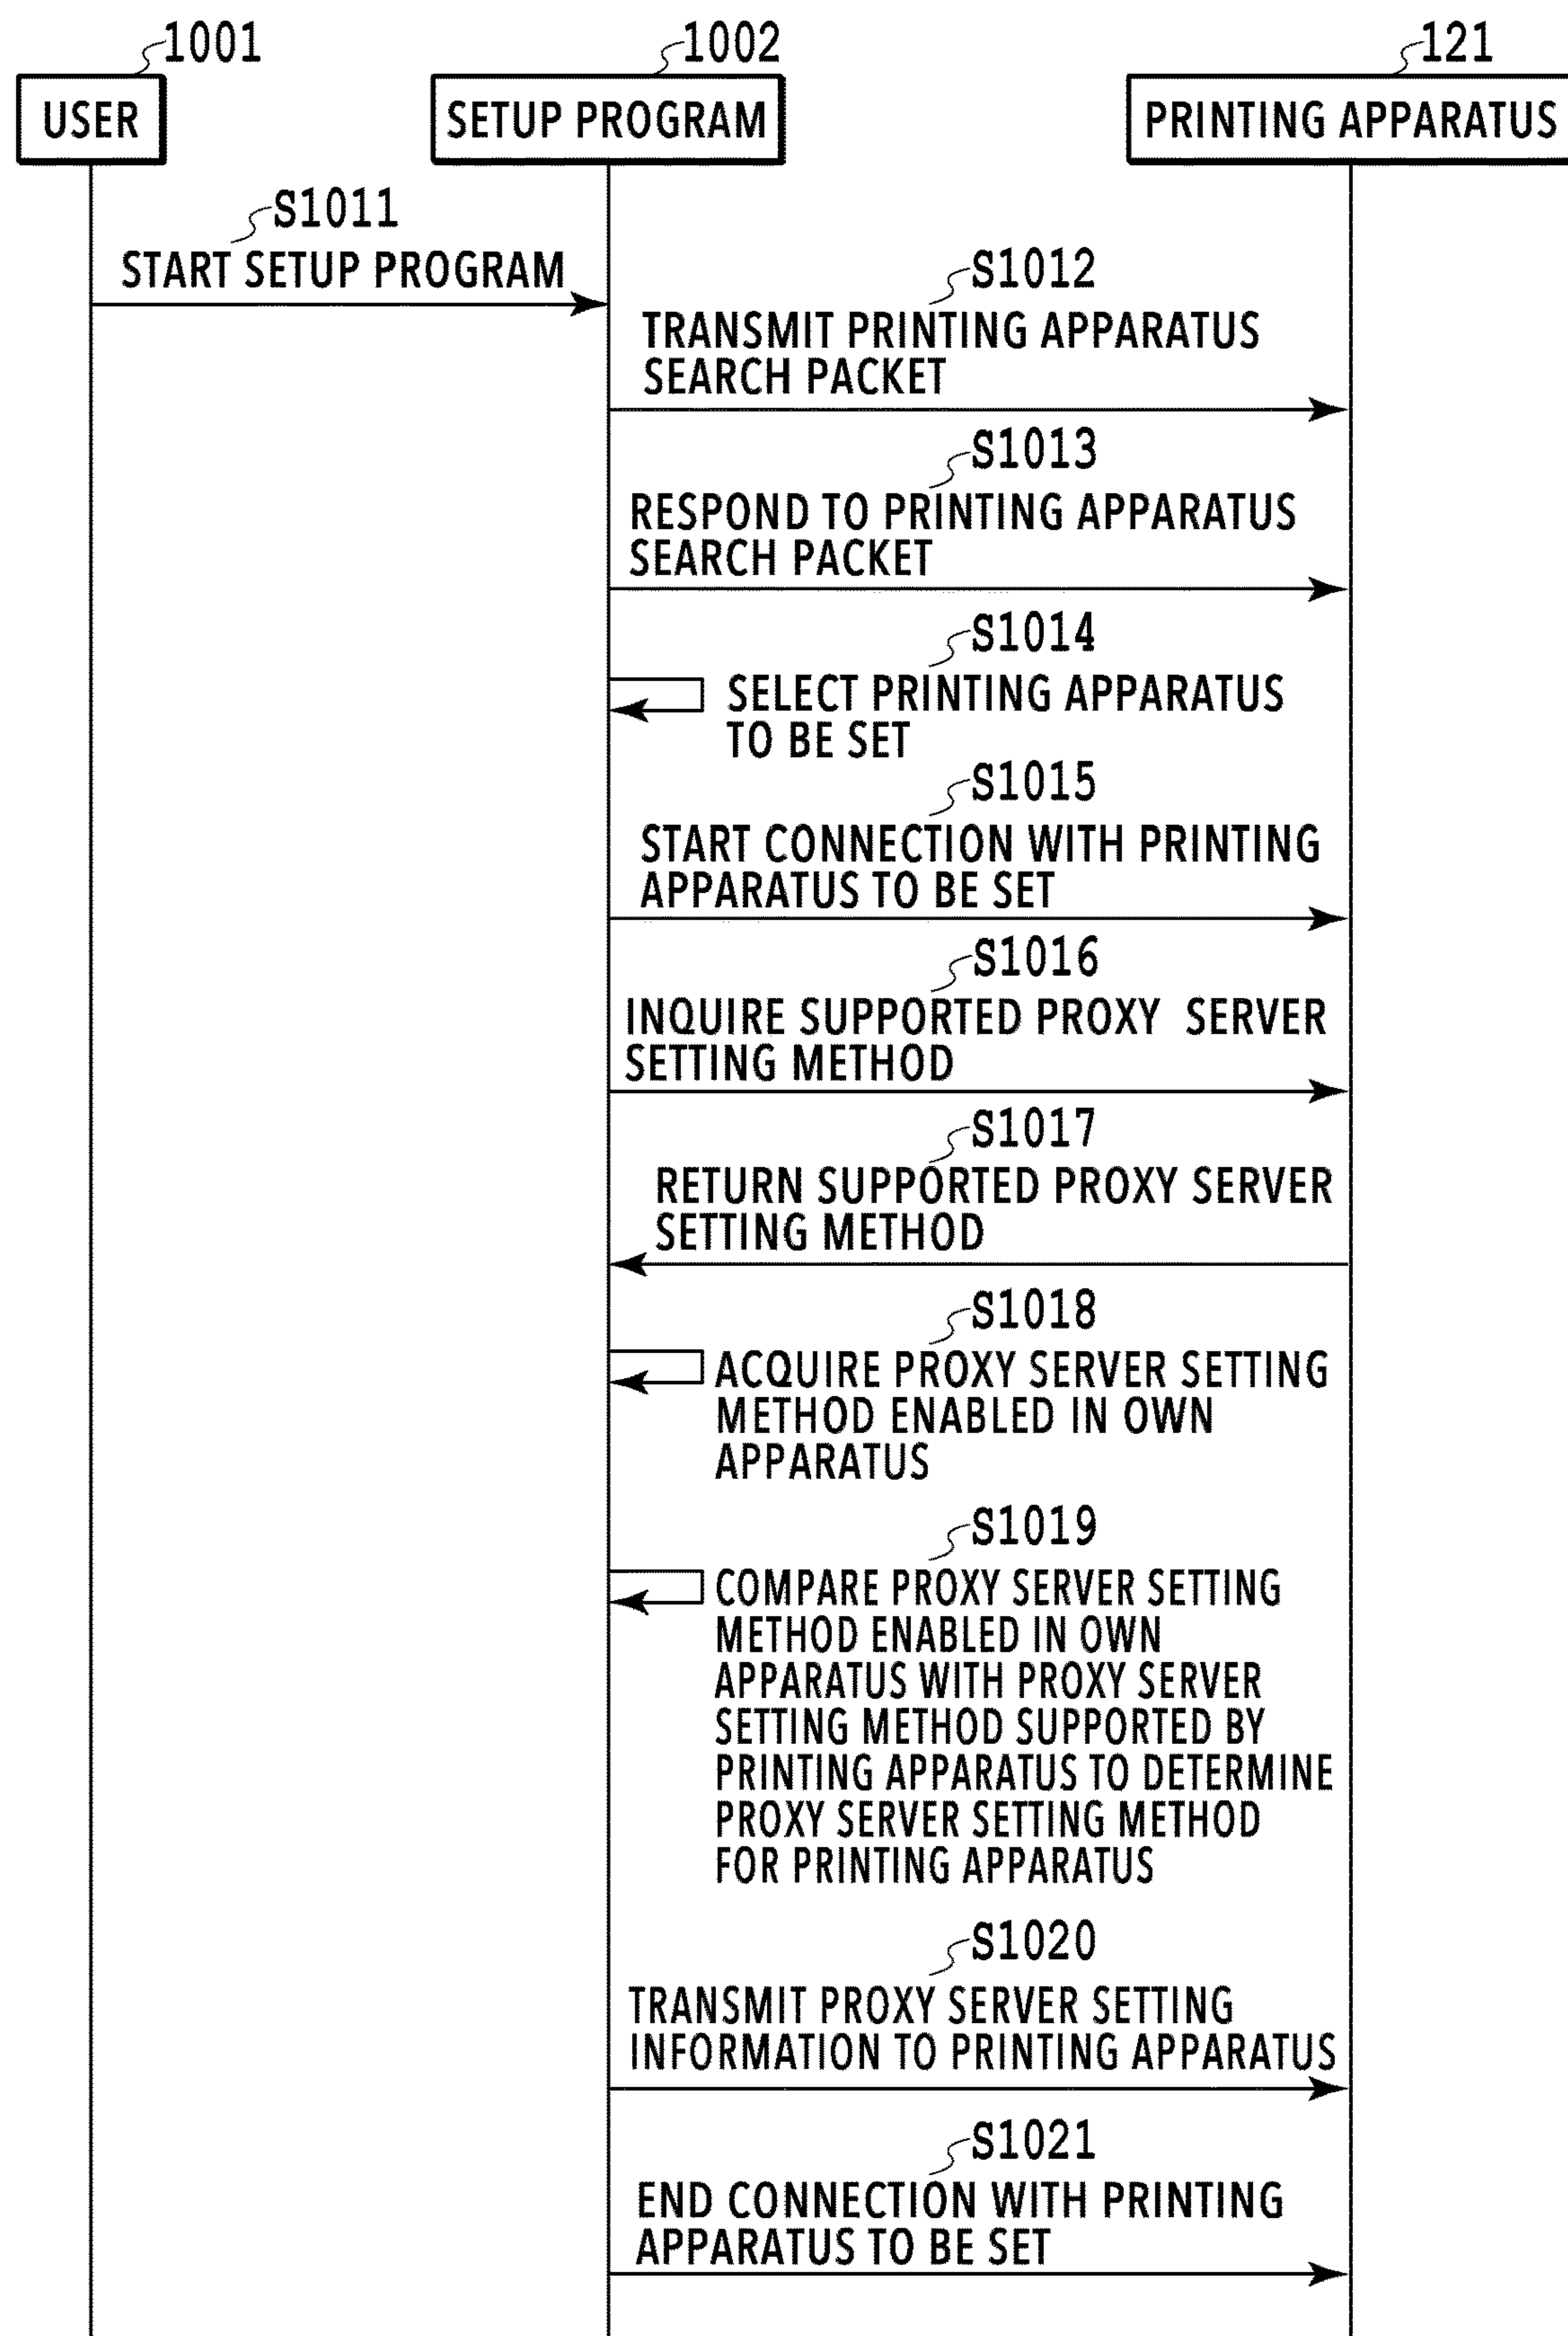 1001
1002
121
USER
SETUP PROGRAM
PRINTING APPARATUS
S1011
START SETUP PROGRAM
S1012
TRANSMIT PRINTING APPARATUS
SEARCH PACKET
S1013
RESPOND TO PRINTING APPARATUS
SEARCH PACKET
S1014
SELECT PRINTING APPARATUS
TO BE SET
S1015
START CONNECTION WITH PRINTING
APPARATUS TO BE SET
S1016
INQUIRE SUPPORTED PROXY SERVER
SETTING METHOD
S1017
RETURN SUPPORTED PROXY SERVER
SETTING METHOD
S1018
ACQUIRE PROXY SERVER SETTING
METHOD ENABLED IN OWN
APPARATUS
S1019
COMPARE PROXY SERVER SETTING
METHOD ENABLED IN OWN
APPARATUS WITH PROXY SERVER
SETTING METHOD SUPPORTED BY
PRINTING APPARATUS TO DETERMINE
PROXY SERVER SETTING METHOD
FOR PRINTING APPARATUS
S1020
TRANSMIT PROXY SERVER SETTING
INFORMATION TO PRINTING APPARATUS
S1021
END CONNECTION WITH PRINTING
APPARATUS TO BE SET